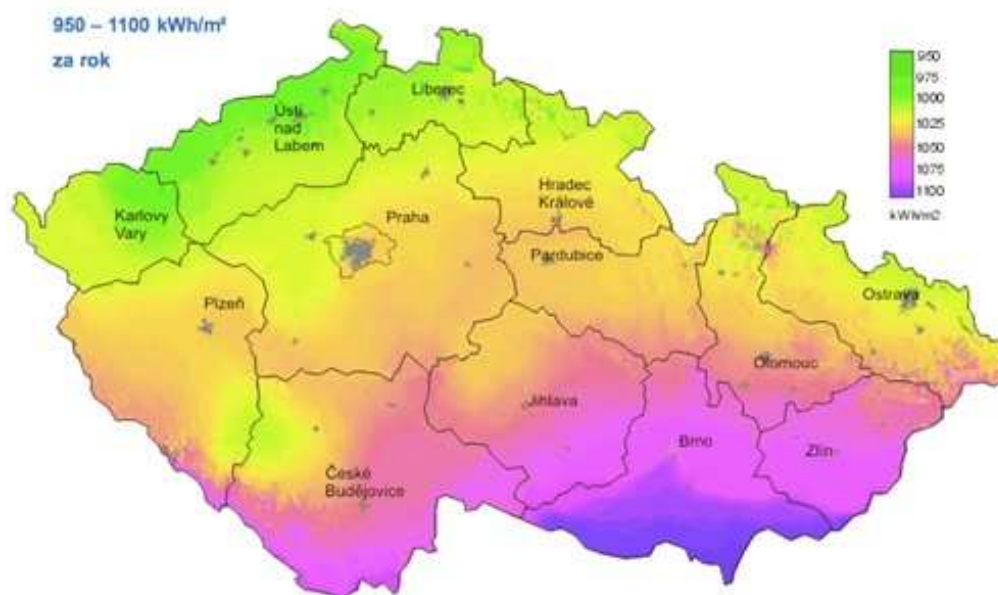 950 – 1100 kWh/m²
za rok
950
975
1000
1025
1050
1075
1100
kWh/m2
Liberec
Ústí
nad
Labem
Karlovy
Vary
Praha
Hradec
Králové
Pardubice
Plzeň
Ostrava
Olomouc
Jihlava
Brno
Zlín
České
Budějovice